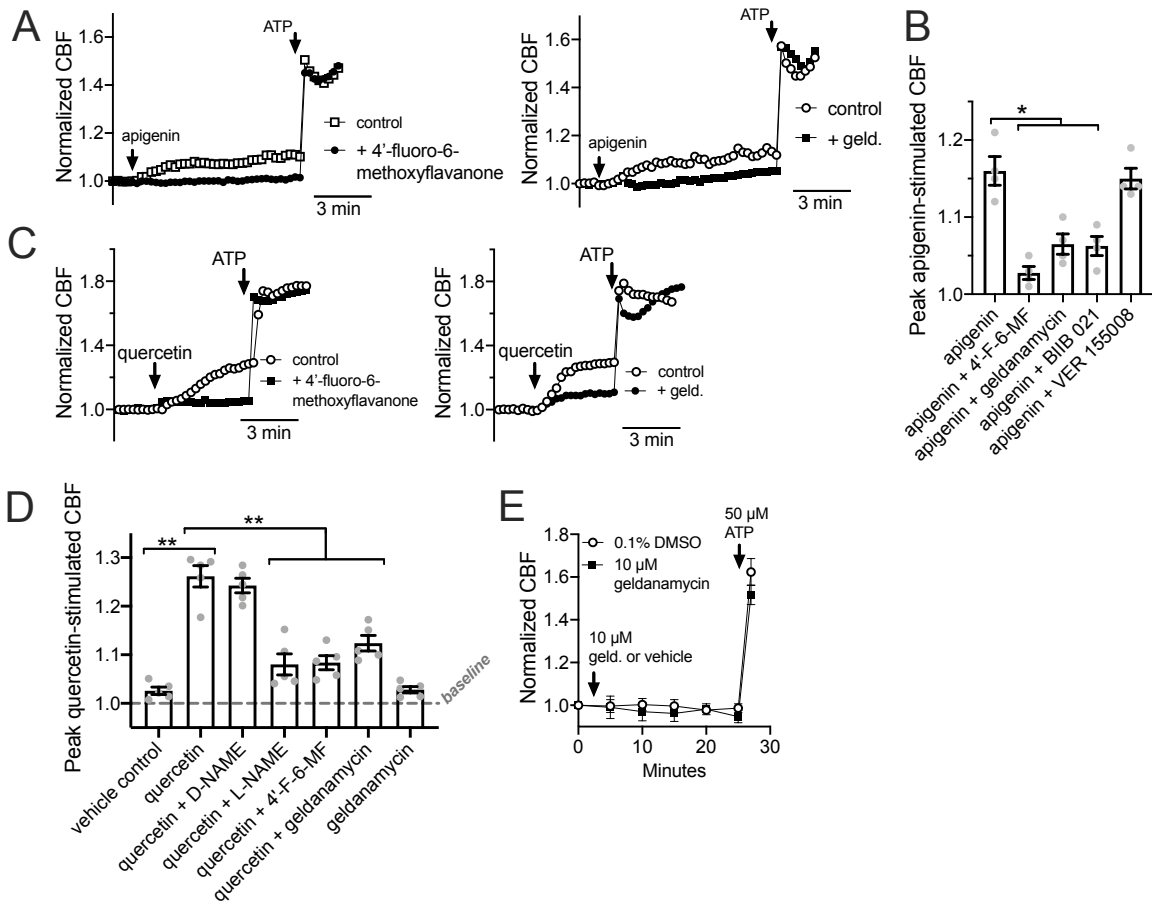 A
Normalized CBF
1.6
1.4
1.2
1.0
apigenin
ATP
control
+ 4'-fluoro-6-
methoxyflavanone
3 min
Normalized CBF
1.6
1.4
1.2
1.0
apigenin
ATP
control
+ geld.
3 min
B
Peak apigenin-stimulated CBF
1.2
1.1
1.0
*
apigenin
apigenin + 4'-F-6-MF
apigenin + geldanamycin
apigenin + BIIB 021
apigenin + VER 155008
C
Normalized CBF
1.8
1.4
1.0
quercetin
ATP
control
+ 4'-fluoro-6-
methoxyflavanone
3 min
Normalized CBF
1.8
1.4
1.0
quercetin
ATP
control
+ geld.
3 min
D
Peak quercetin-stimulated CBF
1.3
1.2
1.1
1.0
**
**
baseline
vehicle control
quercetin
quercetin + D-NAME
quercetin + L-NAME
quercetin + 4'-F-6-MF
quercetin + geldanamycin
geldanamycin
E
Normalized CBF
1.8
1.6
1.4
1.2
1.0
0.1% DMSO
10 µM
geldanamycin
50 µM
ATP
10 µM
geld. or vehicle
0
10
20
30
Minutes